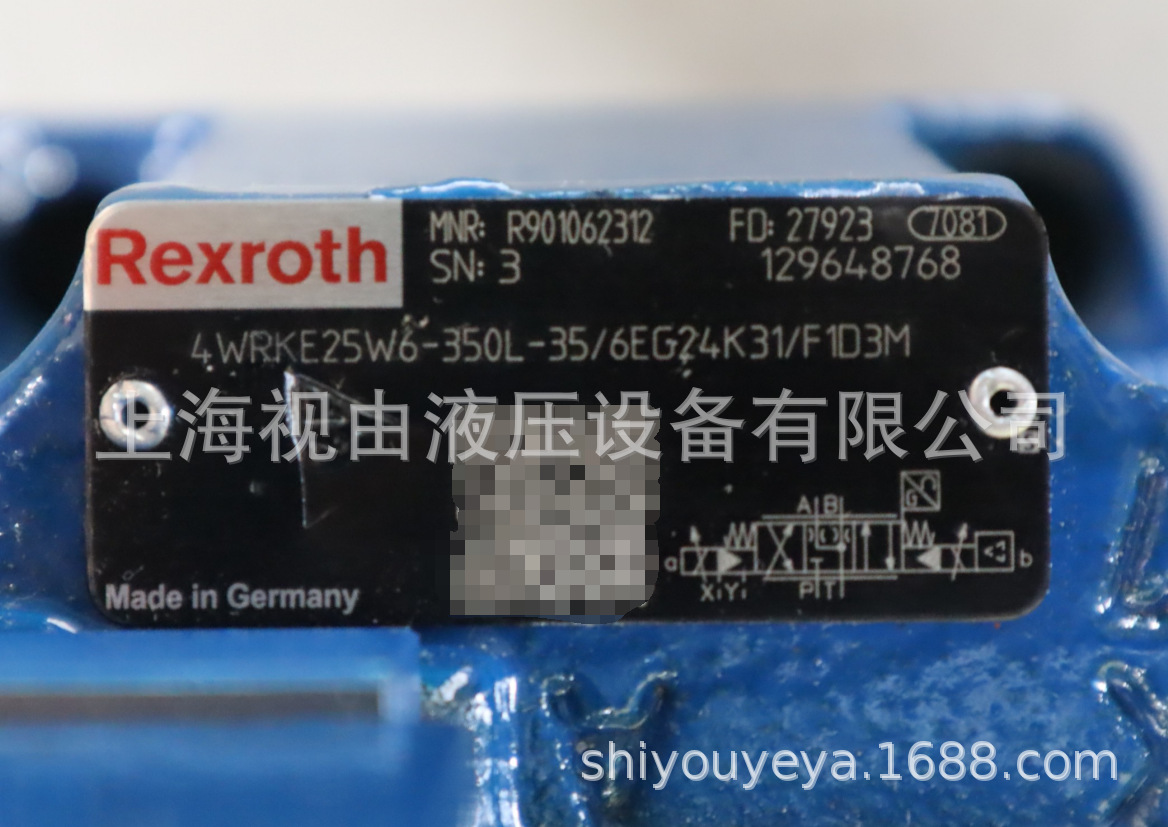 Rexroth
MNR: R901062312 FD: 27923 7081
SN: 3 129648768
4WRKE25W6-350L-35/6EG24K31/F1D3M
上海视由液压设备有限公司
G
A B
a b
X Y P T
T
Made in Germany
shiyouyeya.1688.com